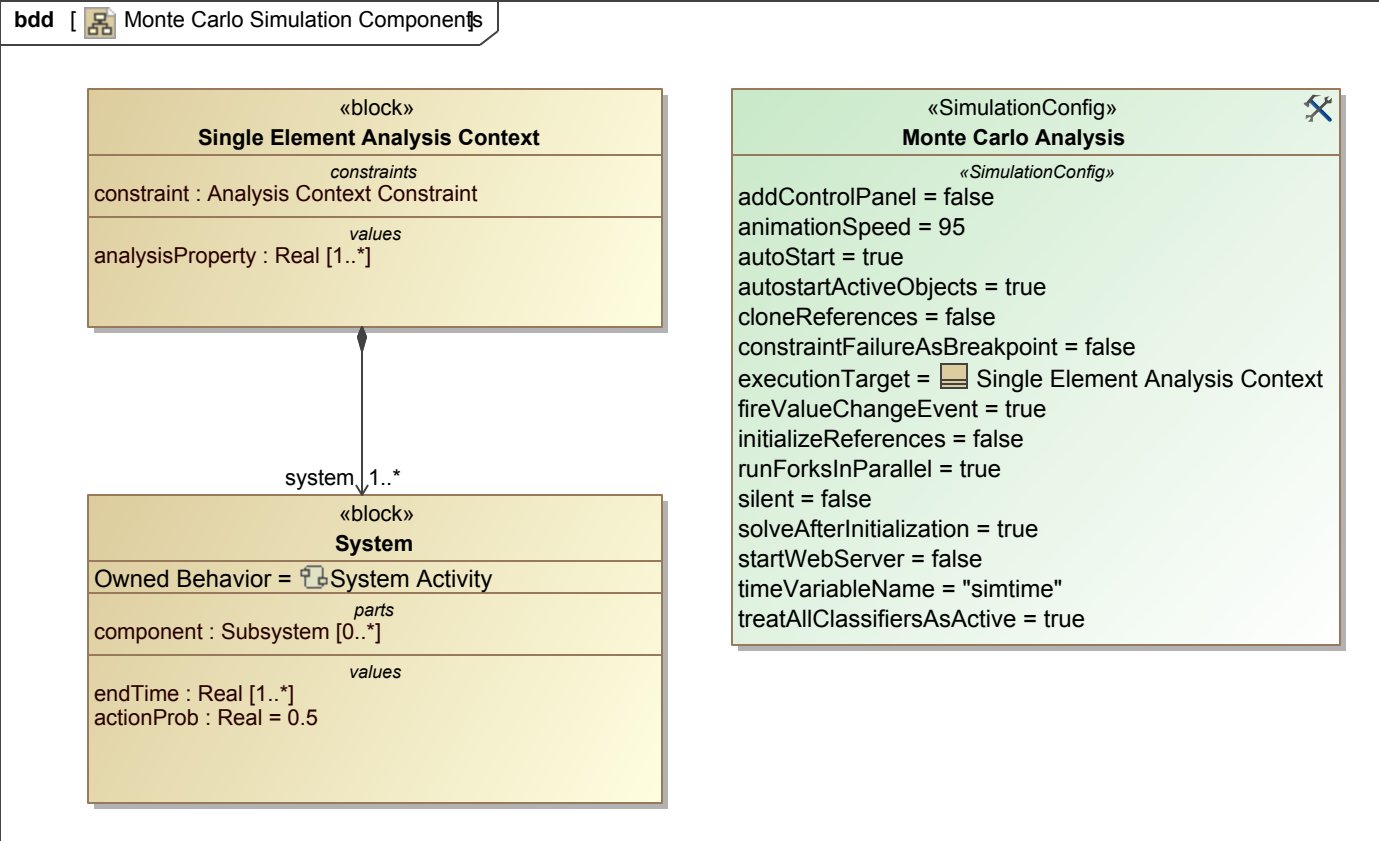 bdd [ Monte Carlo Simulation Components ]
«block»
Single Element Analysis Context
constraints
constraint : Analysis Context Constraint
values
analysisProperty : Real [1..*]
system 1..*
«block»
System
Owned Behavior = System Activity
parts
component : Subsystem [0..*]
values
endTime : Real [1..*]
actionProb : Real = 0.5
«SimulationConfig»
Monte Carlo Analysis
«SimulationConfig»
addControlPanel = false
animationSpeed = 95
autoStart = true
autostartActiveObjects = true
cloneReferences = false
constraintFailureAsBreakpoint = false
executionTarget = Single Element Analysis Context
fireValueChangeEvent = true
initializeReferences = false
runForksInParallel = true
silent = false
solveAfterInitialization = true
startWebServer = false
timeVariableName = "simtime"
treatAllClassifiersAsActive = true